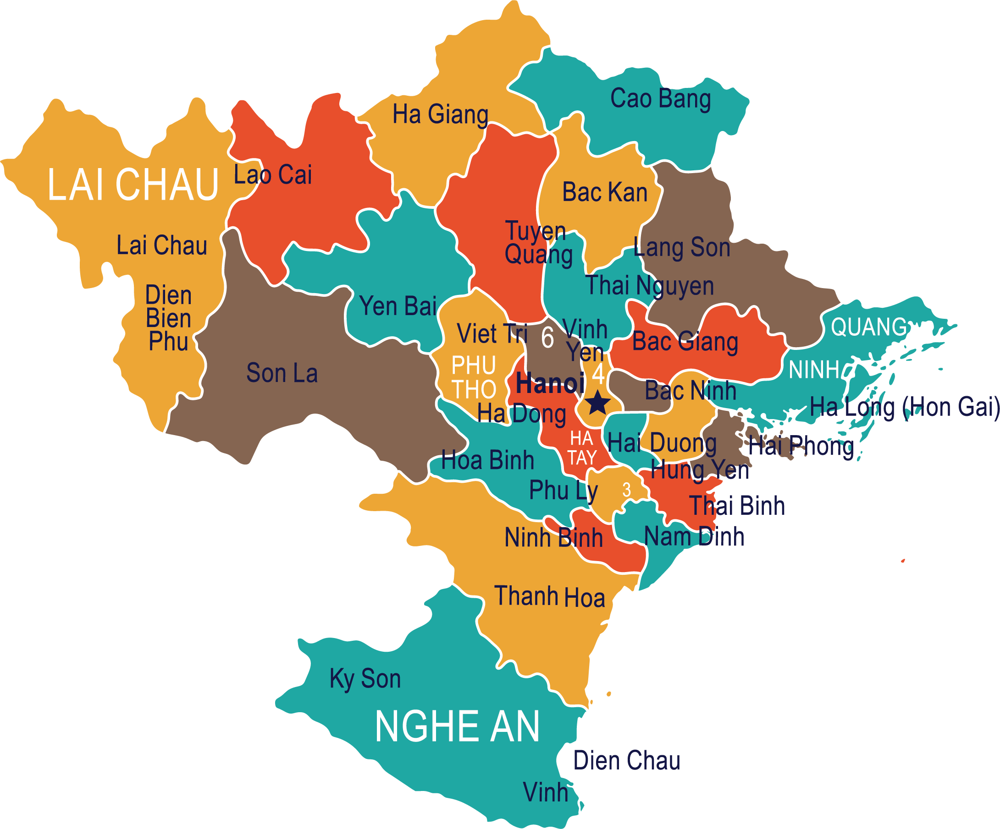 Cao Bang
Ha Giang
LAI CHAU
Lao Cai
Bac Kan
Lai Chau
Tuyen
Quang
Lang Son
Thai Nguyen
Dien
Bien
Phu
Yen Bai
Viet Tri
6
Vinh
Yen
Bac Giang
QUANG
NINH
Son La
PHU
THO
Hanoi
4
Bac Ninh
Ha Long (Hon Gai)
Ha Dong
HA
TAY
Hai Duong
Hai Phong
Hoa Binh
Hung Yen
Phu Ly
3
Thai Binh
Ninh Binh
Nam Dinh
Thanh Hoa
Ky Son
NGHE AN
Dien Chau
Vinh